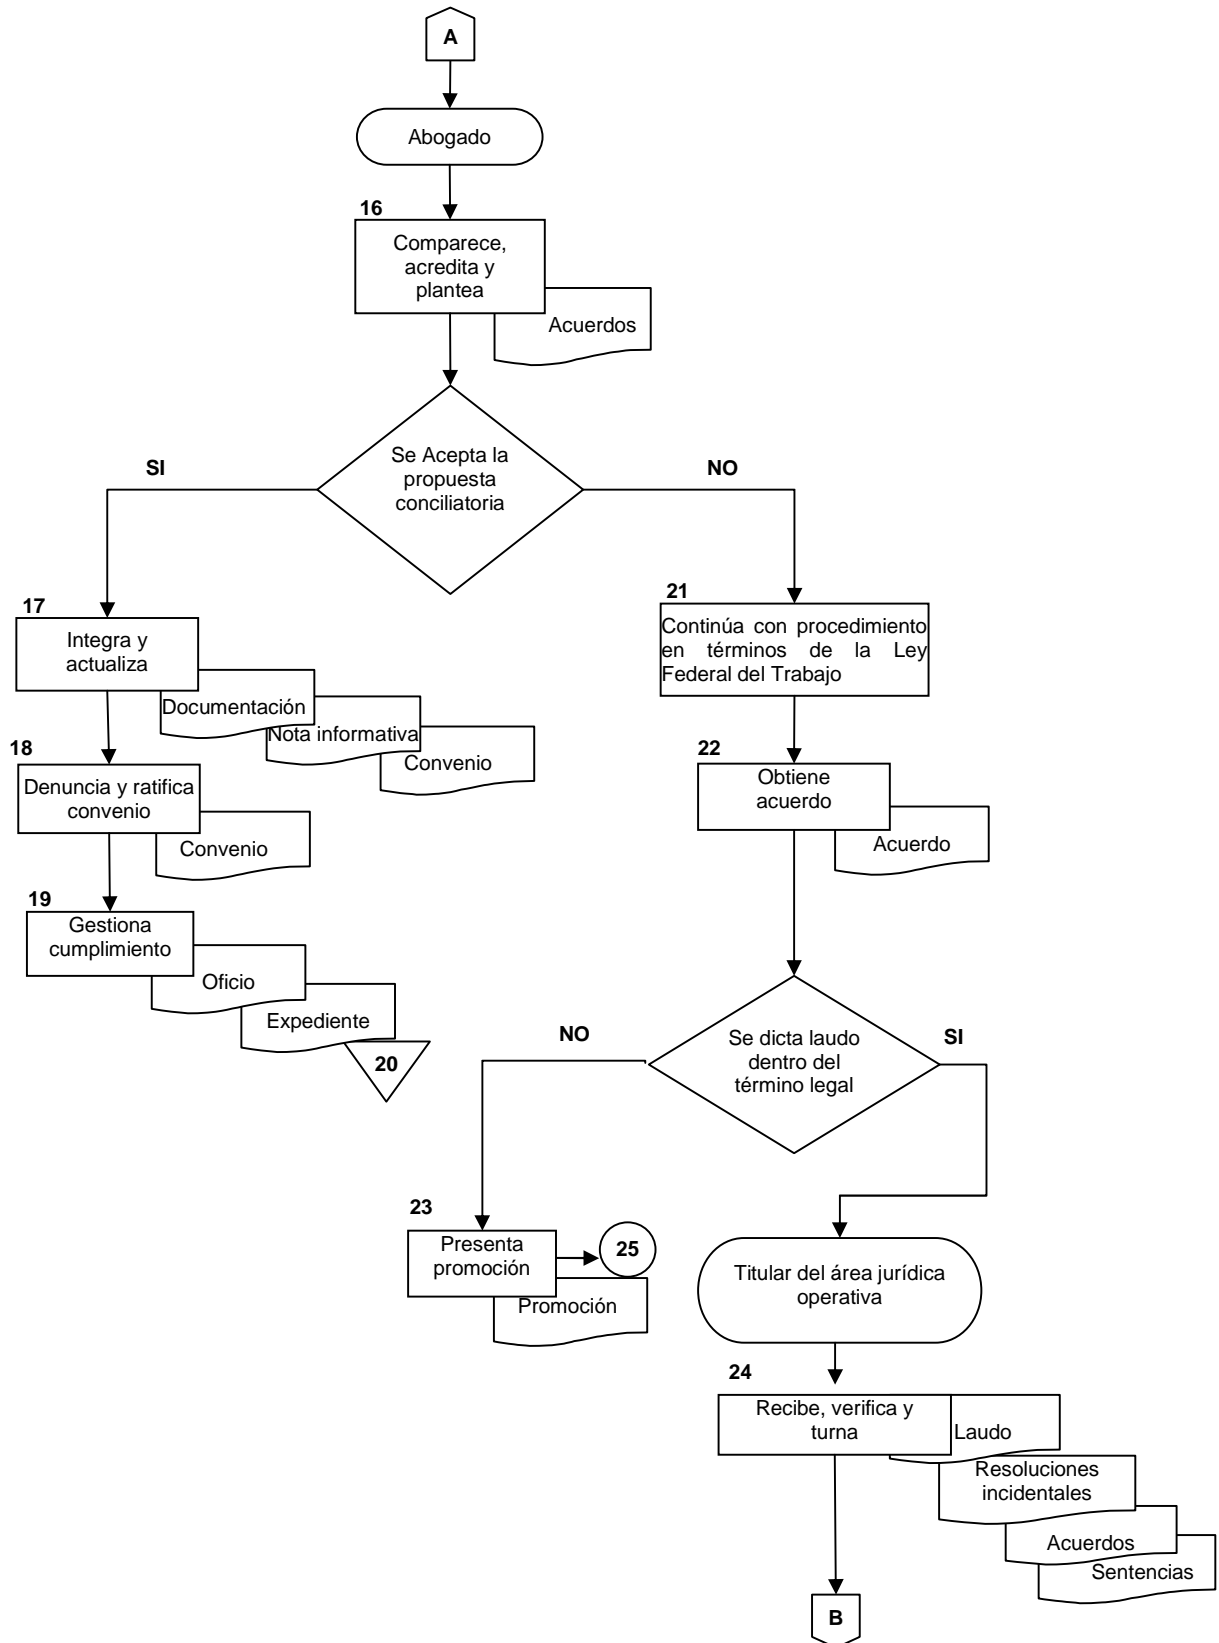 A
Abogado
16
Comparece,
acredita y
plantea
Acuerdos
Se Acepta la
propuesta
conciliatoria
SI
NO
17
Integra y
actualiza
Documentación
Nota informativa
Convenio
18
Denuncia y ratifica
convenio
Convenio
19
Gestiona
cumplimiento
Oficio
Expediente
20
21
Continúa con procedimiento
en términos de la Ley
Federal del Trabajo
22
Obtiene
acuerdo
Acuerdo
Se dicta laudo
dentro del
término legal
NO
SI
23
Presenta
promoción
25
Promoción
Titular del área jurídica
operativa
24
Recibe, verifica y
turna
Laudo
Resoluciones
incidentales
Acuerdos
Sentencias
B